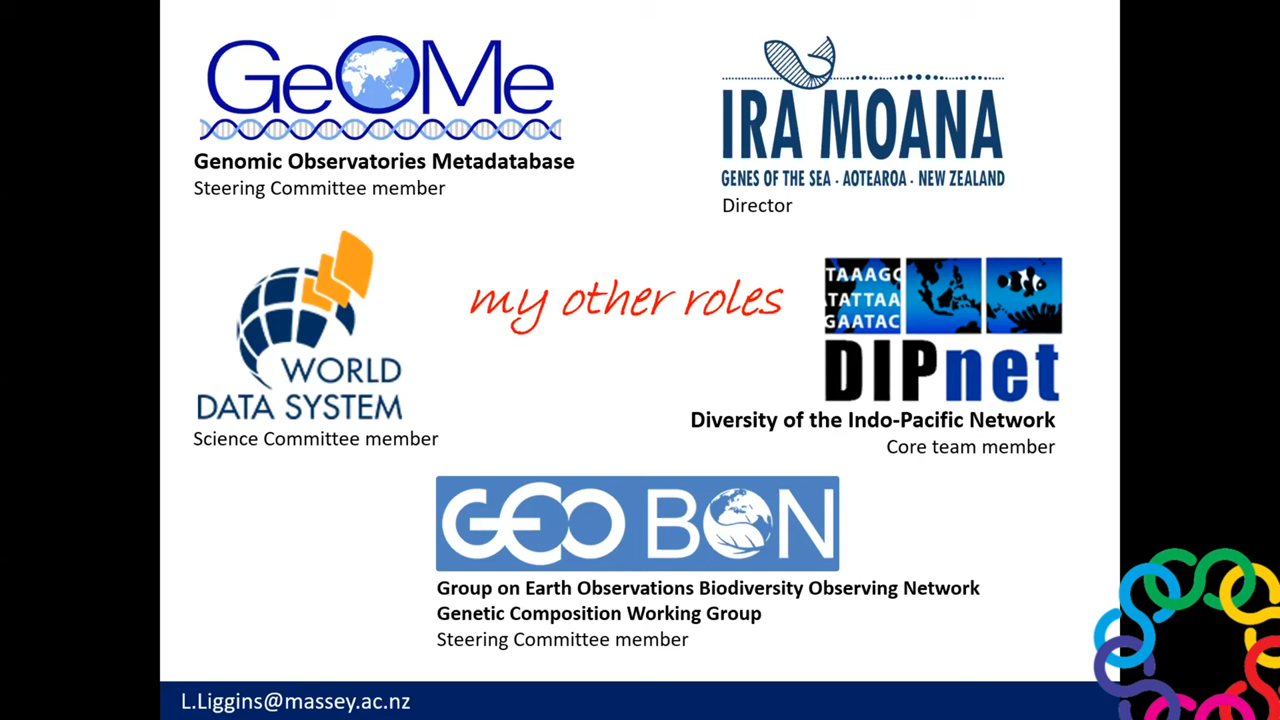 GeOMe
Genomic Observatories Metadatabase
Steering Committee member
IRA MOANA
GENES OF THE SEA · AOTEAROA · NEW ZEALAND
Director
WORLD
DATA SYSTEM
Science Committee member
my other roles
TAAAGC
TATTAA
GAATAC
DIPnet
Diversity of the Indo-Pacific Network
Core team member
GEO BON
Group on Earth Observations Biodiversity Observing Network
Genetic Composition Working Group
Steering Committee member
L.Liggins@massey.ac.nz